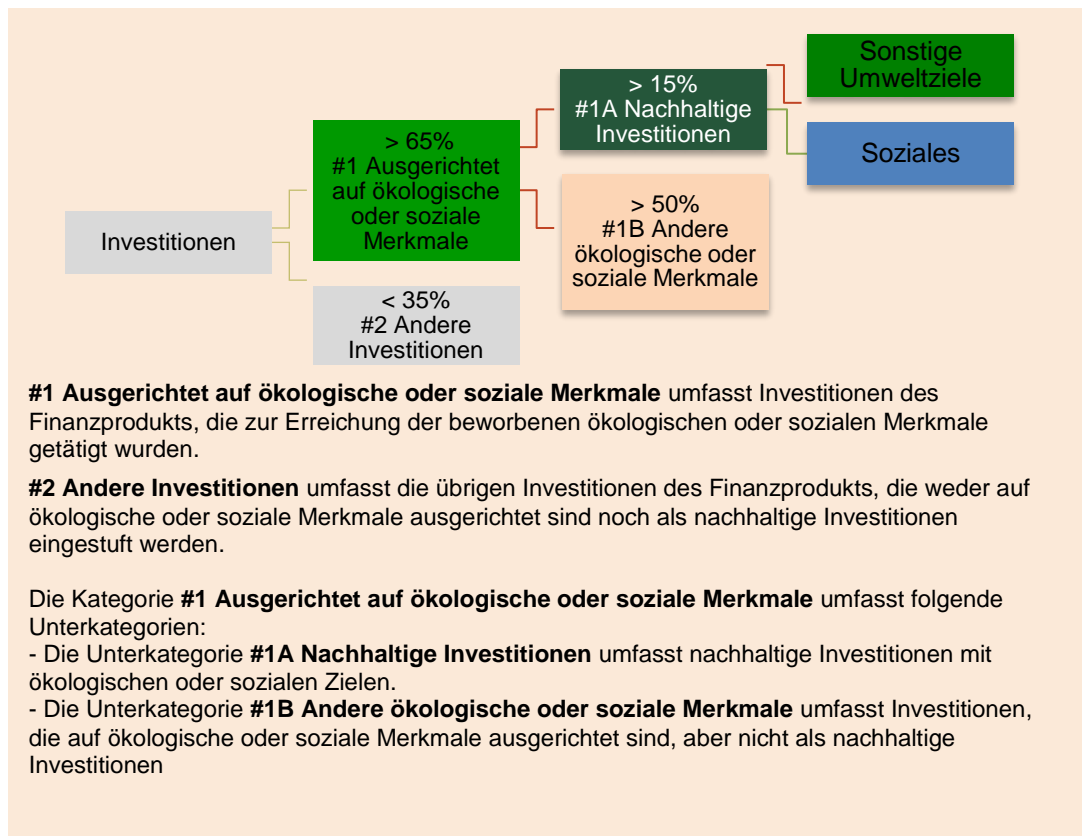 Sonstige
Umweltziele
> 15%
#1A Nachhaltige
Investitionen
Soziales
> 65%
#1 Ausgerichtet
auf ökologische
oder soziale
Merkmale
> 50%
#1B Andere
ökologische oder
soziale Merkmale
Investitionen
< 35%
#2 Andere
Investitionen
#1 Ausgerichtet auf ökologische oder soziale Merkmale umfasst Investitionen des
Finanzprodukts, die zur Erreichung der beworbenen ökologischen oder sozialen Merkmale
getätigt wurden.
#2 Andere Investitionen umfasst die übrigen Investitionen des Finanzprodukts, die weder auf
ökologische oder soziale Merkmale ausgerichtet sind noch als nachhaltige Investitionen
eingestuft werden.
Die Kategorie #1 Ausgerichtet auf ökologische oder soziale Merkmale umfasst folgende
Unterkategorien:
- Die Unterkategorie #1A Nachhaltige Investitionen umfasst nachhaltige Investitionen mit
ökologischen oder sozialen Zielen.
- Die Unterkategorie #1B Andere ökologische oder soziale Merkmale umfasst Investitionen,
die auf ökologische oder soziale Merkmale ausgerichtet sind, aber nicht als nachhaltige
Investitionen